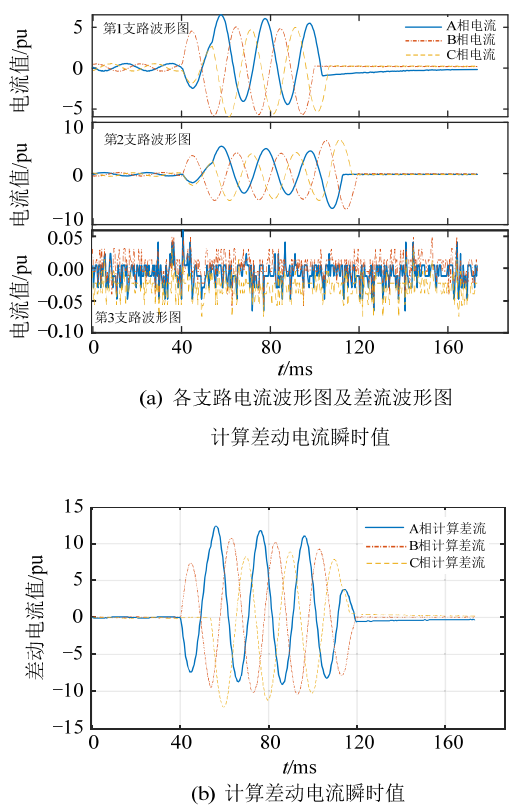 第1支路波形图
A相电流
B相电流
C相电流
5
0
−5
电流值/pu
第2支路波形图
10
0
−10
电流值/pu
0.05
0.00
−0.05
−0.10
电流值/pu
第3支路波形图
0 40 80 120 160
t/ms
(a) 各支路电流波形图及差流波形图
计算差动电流瞬时值
15
10
5
0
−5
−10
−15
差动电流值/pu
A相计算差流
B相计算差流
C相计算差流
0 40 80 120 160
t/ms
(b) 计算差动电流瞬时值